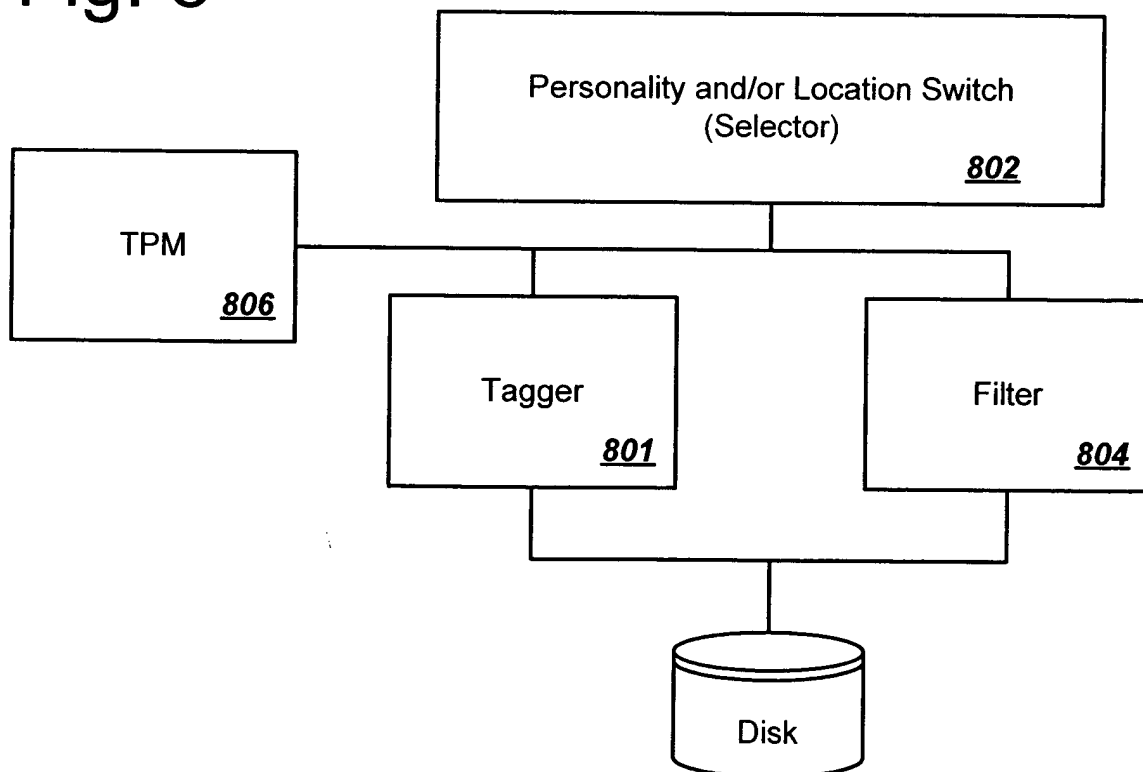 Personality and/or Location Switch
(Selector)
802
TPM
806
Tagger
801
Filter
804
Disk